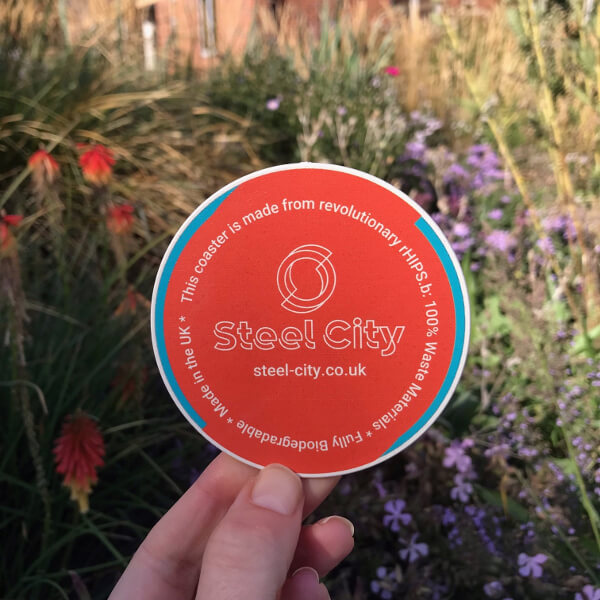 This coaster is made from revolutionary rHIPS.b: 100% Waste Materials * Fully Biodegradable * Made in the UK *
Steel City
steel-city.co.uk